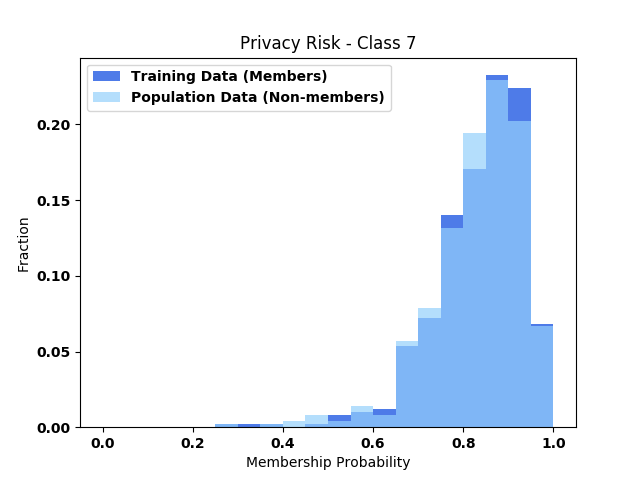 Privacy Risk - Class 7
Training Data (Members)
Population Data (Non-members)
Fraction
0.20
0.15
0.10
0.05
0.00
0.0 0.2 0.4 0.6 0.8 1.0
Membership Probability